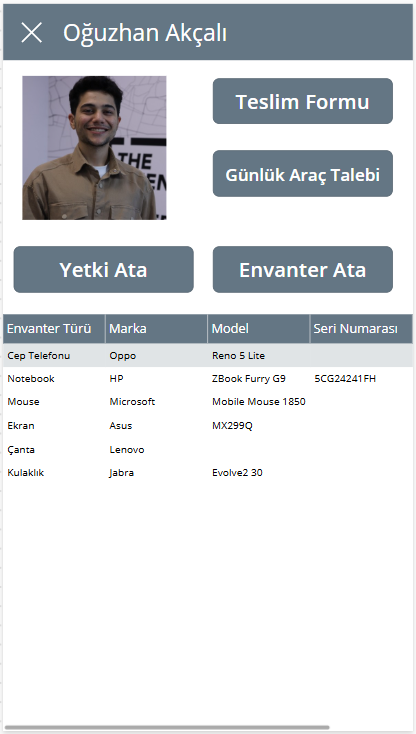 Oğuzhan Akçalı
THE
Teslim Formu
Günlük Araç Talebi
Yetki Ata
Envanter Ata
Envanter Türü Marka Model Seri Numarası
Cep Telefonu Oppo Reno 5 Lite
Notebook HP ZBook Furry G9 5CG24241FH
Mouse Microsoft Mobile Mouse 1850
Ekran Asus MX299Q
Çanta Lenovo
Kulaklık Jabra Evolve2 30